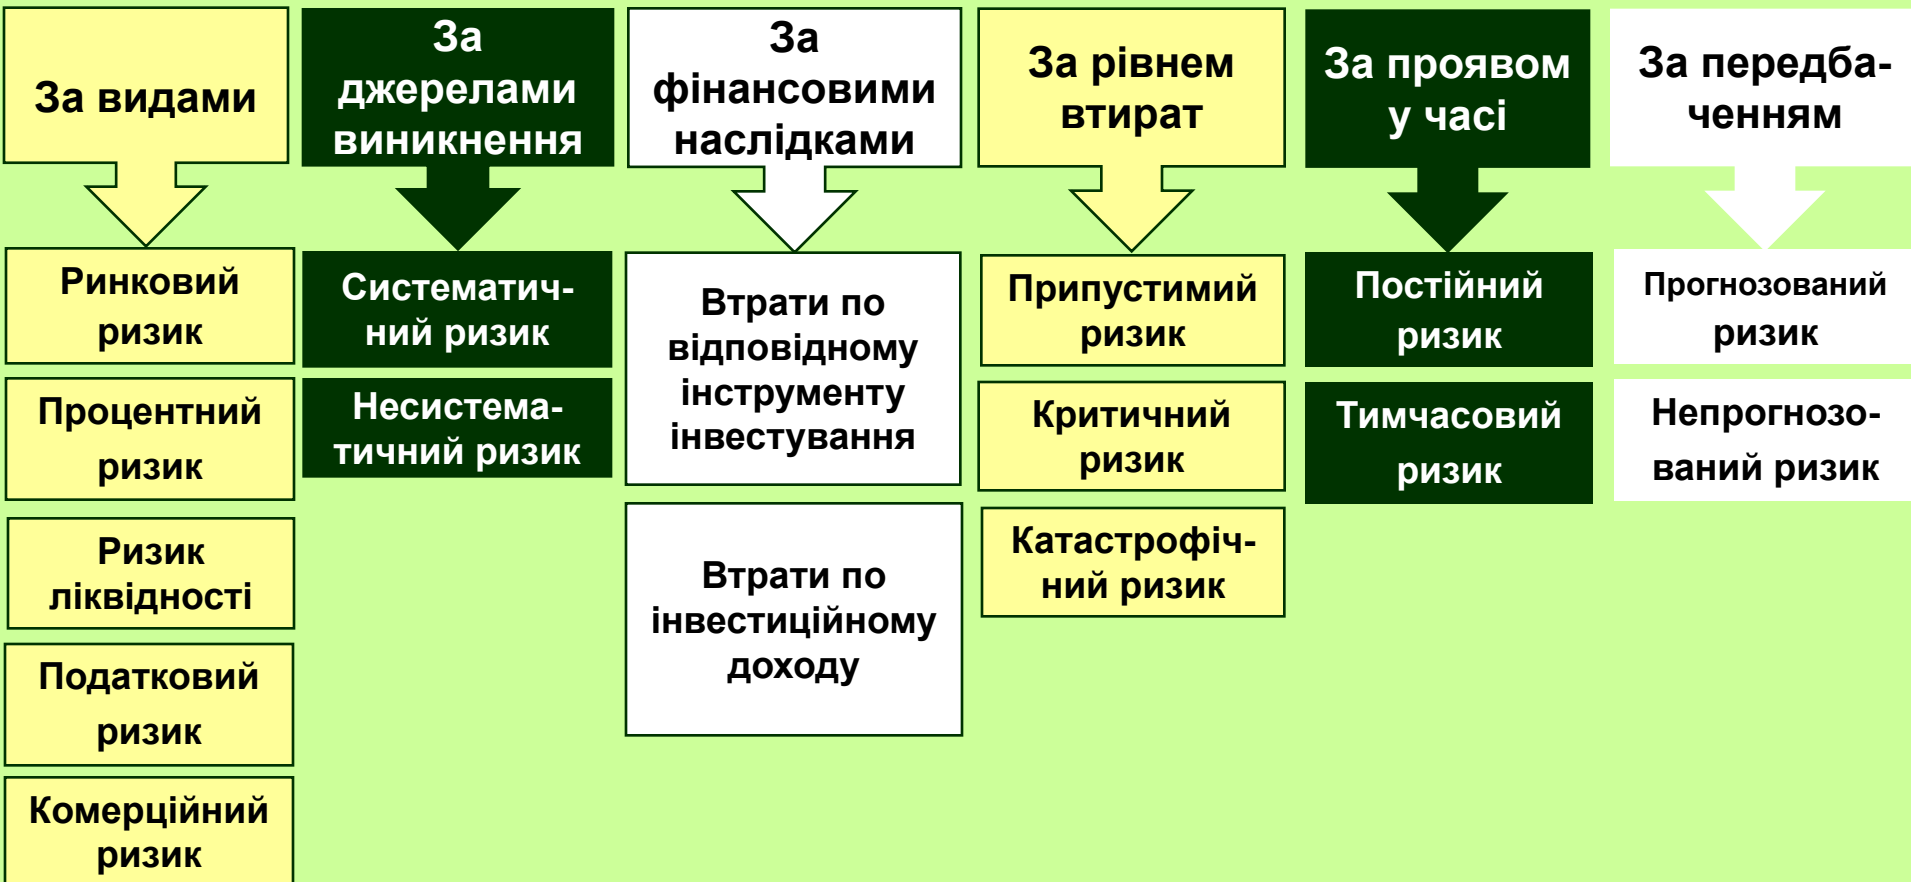 За видами
За
джерелами
виникнення
За
фінансовими
наслідками
За рівнем
втират
За проявом
у часі
За передба-
ченням
Ринковий
ризик
Процентний
ризик
Ризик
ліквідності
Податковий
ризик
Комерційний
ризик
Систематич-
ний ризик
Несистема-
тичний ризик
Втрати по
відповідному
інструменту
інвестування
Втрати по
інвестиційному
доходу
Припустимий
ризик
Критичний
ризик
Катастрофіч-
ний ризик
Постійний
ризик
Тимчасовий
ризик
Прогнозований
ризик
Непрогнозо-
ваний ризик